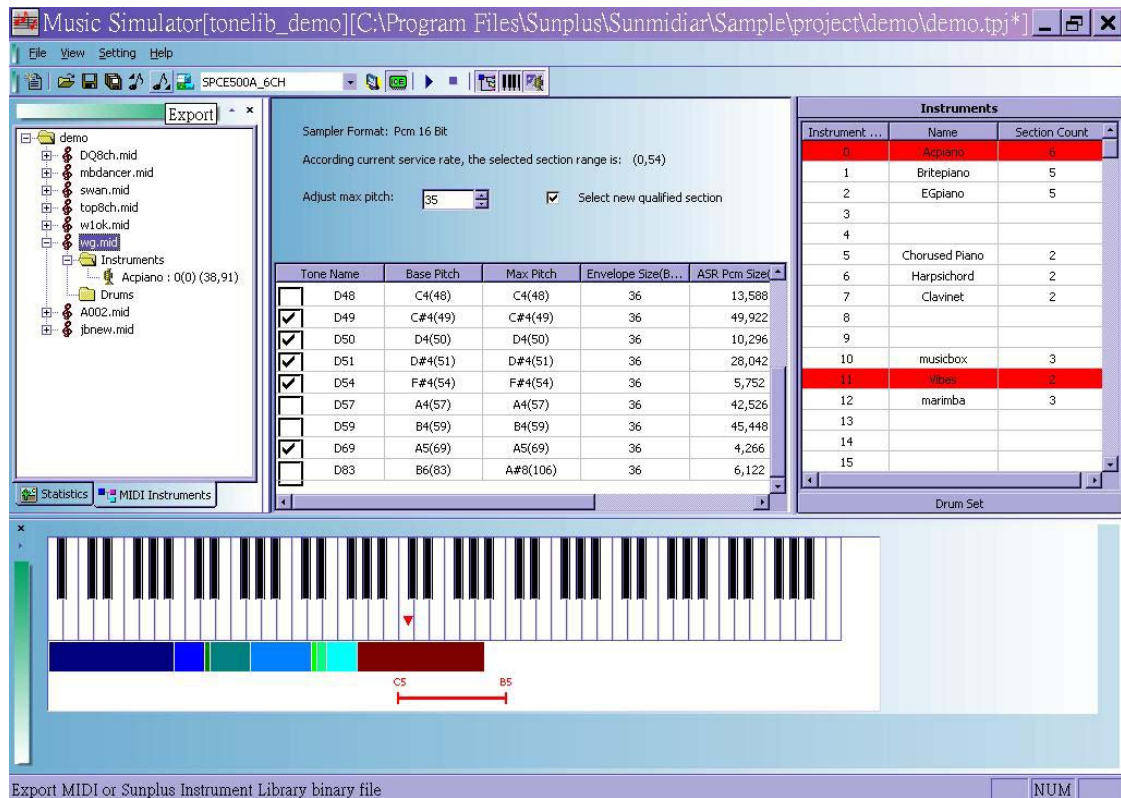 Music Simulator[tonelib_demo][C:\Program Files\Sunplus\Sunmidiar\Sample\project\demo\demo.tpj*]
File View Setting Help
SPCE500A_6CH ICE
Export
demo
DQ8ch.mid
mbdancer.mid
swan.mid
top8ch.mid
w1ok.mid
wg.mid
Instruments
Acpiano : 0(0) (38,91)
Drums
A002.mid
jbnew.mid
Statistics MIDI Instruments
Sampler Format: Pcm 16 Bit
According current service rate, the selected section range is: (0,54)
Adjust max pitch: 35 Select new qualified section
Tone Name Base Pitch Max Pitch Envelope Size(B... ASR Pcm Size(
D48 C4(48) C4(48) 36 13,588
D49 C#4(49) C#4(49) 36 49,922
D50 D4(50) D4(50) 36 10,296
D51 D#4(51) D#4(51) 36 28,042
D54 F#4(54) F#4(54) 36 5,752
D57 A4(57) A4(57) 36 42,526
D59 B4(59) B4(59) 36 45,448
D69 A5(69) A5(69) 36 4,266
D83 B6(83) A#8(106) 36 6,122
Instruments
Instrument ... Name Section Count
0 Acpiano 6
1 Britepiano 5
2 EGpiano 5
3
4
5 Chorused Piano 2
6 Harpsichord 2
7 Clavinet 2
8
9
10 musicbox 3
11 Vibes 2
12 marimba 3
13
14
15
Drum Set
C5 B5
Export MIDI or Sunplus Instrument Library binary file NUM